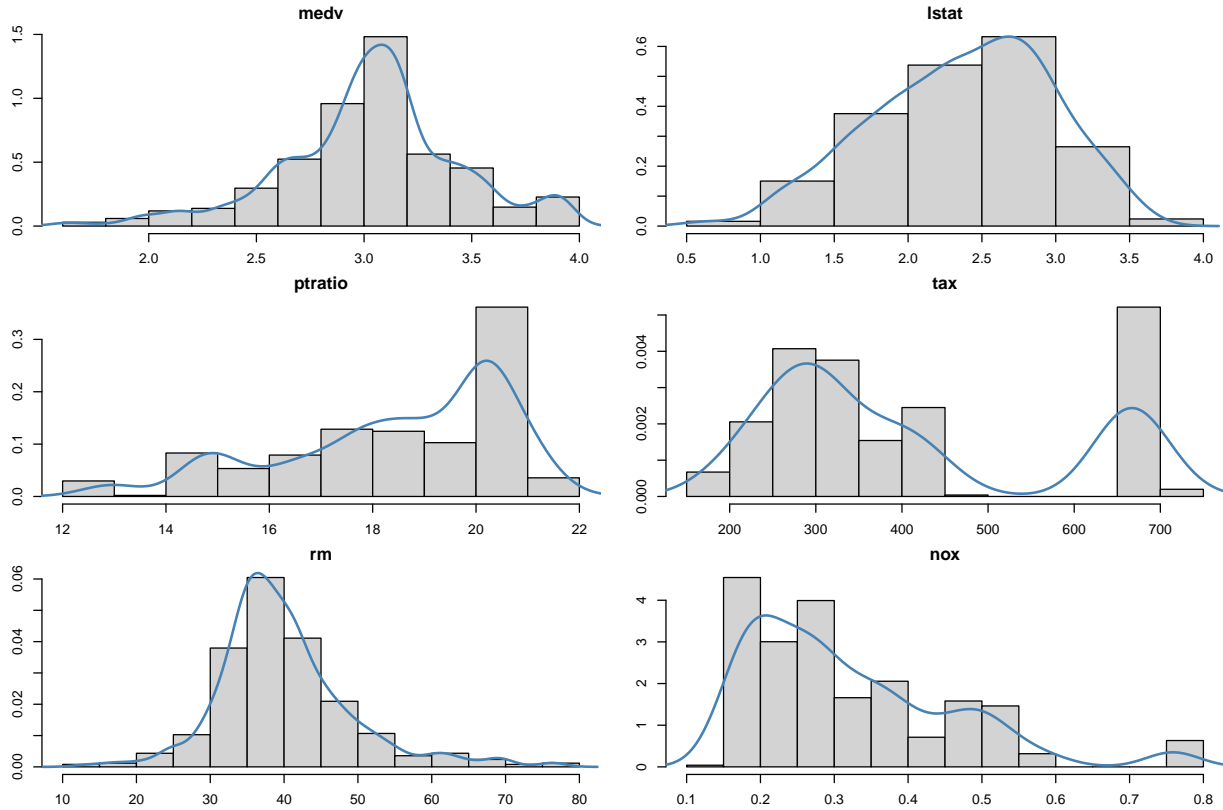 medv
0.0 0.5 1.0 1.5
2.0 2.5 3.0 3.5 4.0
lstat
0.0 0.2 0.4 0.6
0.5 1.0 1.5 2.0 2.5 3.0 3.5 4.0
ptratio
0.0 0.1 0.2 0.3
12 14 16 18 20 22
tax
0.000 0.002 0.004
200 300 400 500 600 700
rm
0.00 0.02 0.04 0.06
10 20 30 40 50 60 70 80
nox
0 1 2 3 4
0.1 0.2 0.3 0.4 0.5 0.6 0.7 0.8